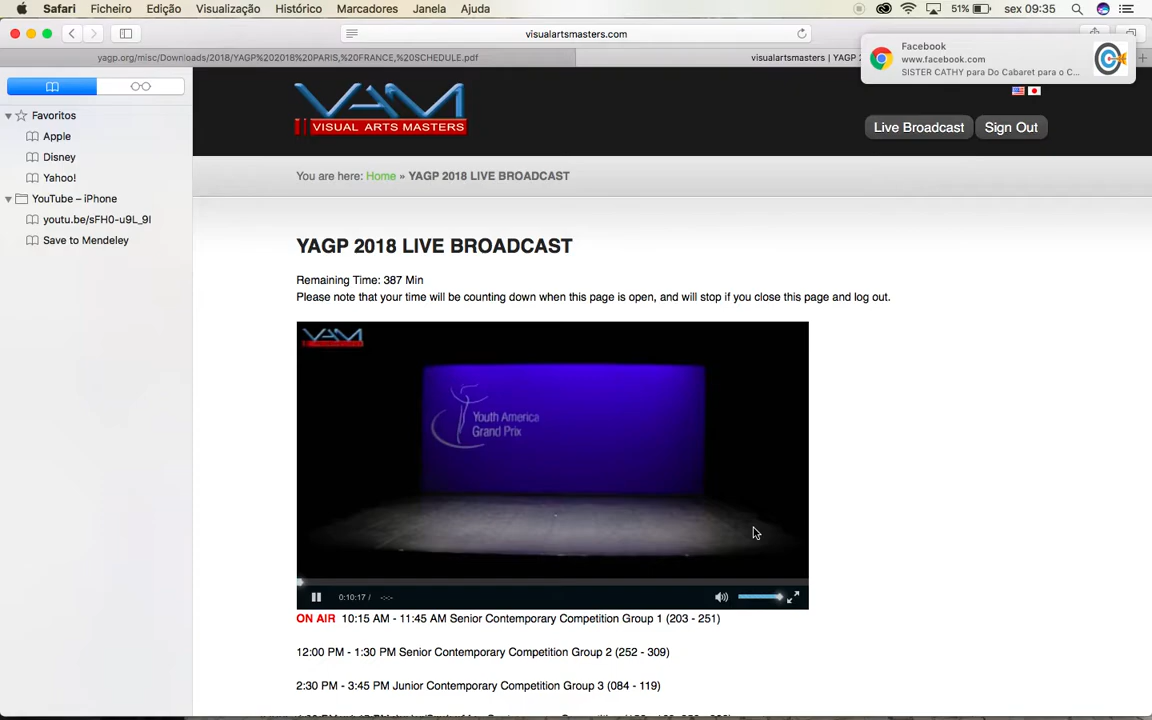 Safari Ficheiro Edição Visualização Histórico Marcadores Janela Ajuda 51% sex 09:35
visualartsmasters.com
yagp.org/misc/Downloads/2018/YAGP%202018%20PARIS,%20FRANCE,%20SCHEDULE.pdf
visualartsmasters | YAGP 2
Facebook
www.facebook.com
SISTER CATHY para Do Cabaret para o C...
Favoritos
Apple
Disney
Yahoo!
YouTube – iPhone
youtu.be/sFH0-u9L_9I
Save to Mendeley
VAM
VISUAL ARTS MASTERS
Live Broadcast Sign Out
You are here: Home » YAGP 2018 LIVE BROADCAST
YAGP 2018 LIVE BROADCAST
Remaining Time: 387 Min
Please note that your time will be counting down when this page is open, and will stop if you close this page and log out.
VAM
Youth America
Grand Prix
0:10:17 / -:-:-
ON AIR 10:15 AM - 11:45 AM Senior Contemporary Competition Group 1 (203 - 251)
12:00 PM - 1:30 PM Senior Contemporary Competition Group 2 (252 - 309)
2:30 PM - 3:45 PM Junior Contemporary Competition Group 3 (084 - 119)